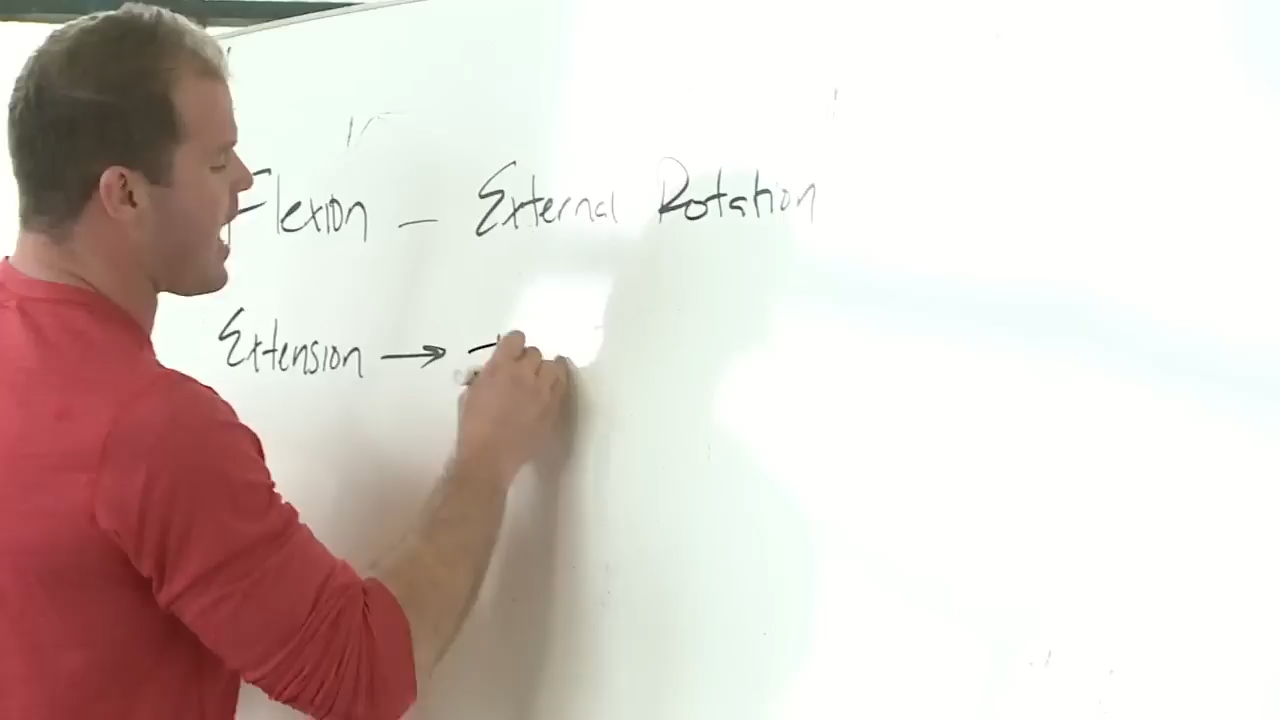 Flexion — External Rotation
Extension →